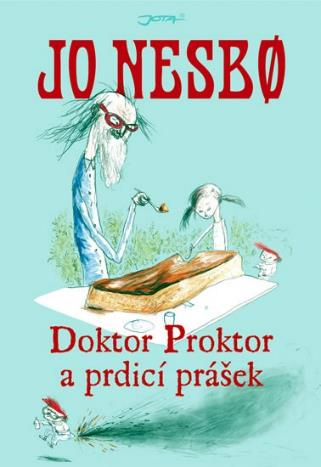 JOTA
JO NESBØ
Doktor Proktor
a prdicí prášek